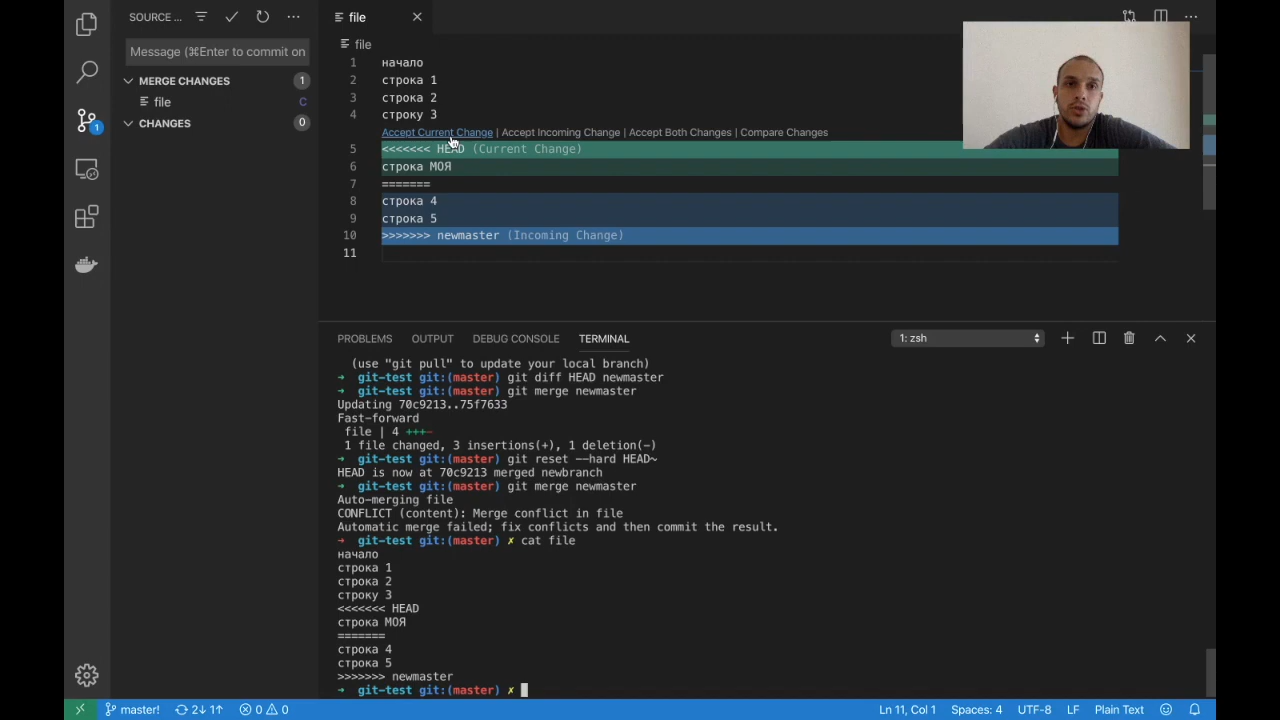 SOURCE ...
Message (⌘Enter to commit on
MERGE CHANGES 1
file C
CHANGES 0
1
file
file
1 начало
2 строка 1
3 строка 2
4 строку 3
Accept Current Change | Accept Incoming Change | Accept Both Changes | Compare Changes
5 <<<<<<< HEAD (Current Change)
6 строка МОЯ
7 =======
8 строка 4
9 строка 5
10 >>>>>>> newmaster (Incoming Change)
11
PROBLEMS OUTPUT DEBUG CONSOLE TERMINAL 1: zsh
(use "git pull" to update your local branch)
→ git-test git:(master) git diff HEAD newmaster
→ git-test git:(master) git merge newmaster
Updating 70c9213..75f7633
Fast-forward
file | 4 +++-
1 file changed, 3 insertions(+), 1 deletion(-)
→ git-test git:(master) git reset --hard HEAD~
HEAD is now at 70c9213 merged newbranch
→ git-test git:(master) git merge newmaster
Auto-merging file
CONFLICT (content): Merge conflict in file
Automatic merge failed; fix conflicts and then commit the result.
→ git-test git:(master) ✗ cat file
начало
строка 1
строка 2
строку 3
<<<<<<< HEAD
строка МОЯ
=======
строка 4
строка 5
>>>>>>> newmaster
→ git-test git:(master) ✗
master! 2↓ 1↑ 0 0 Ln 11, Col 1 Spaces: 4 UTF-8 LF Plain Text